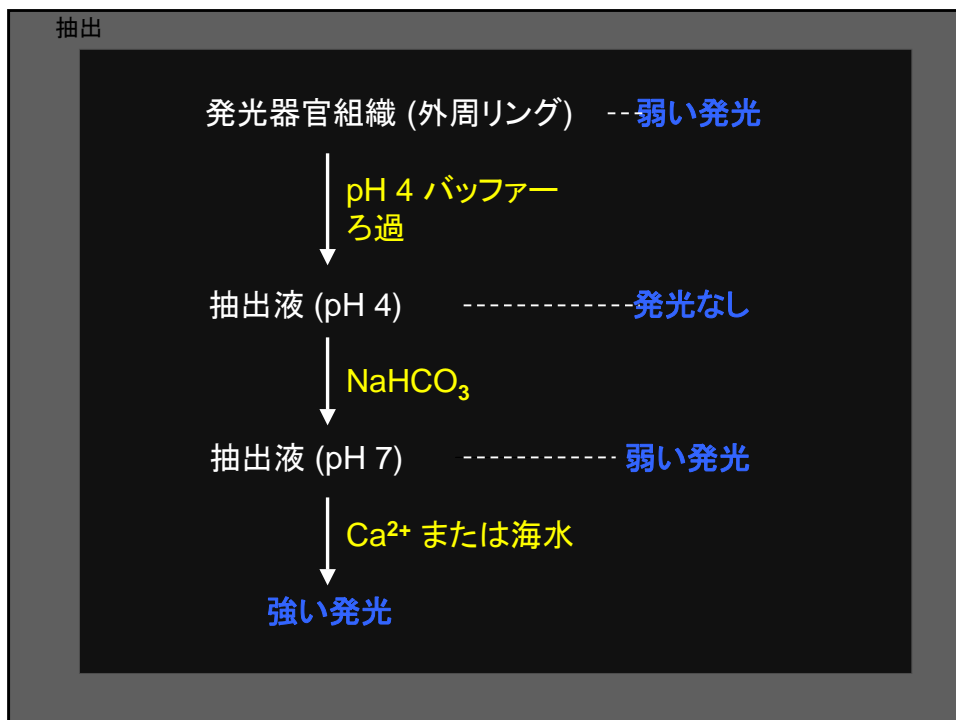 抽出
発光器官組織 (外周リング) ---弱い発光
pH 4 バッファー
ろ過
抽出液 (pH 4) -------------発光なし
NaHCO₃
抽出液 (pH 7) ------------ 弱い発光
Ca²⁺ または海水
強い発光